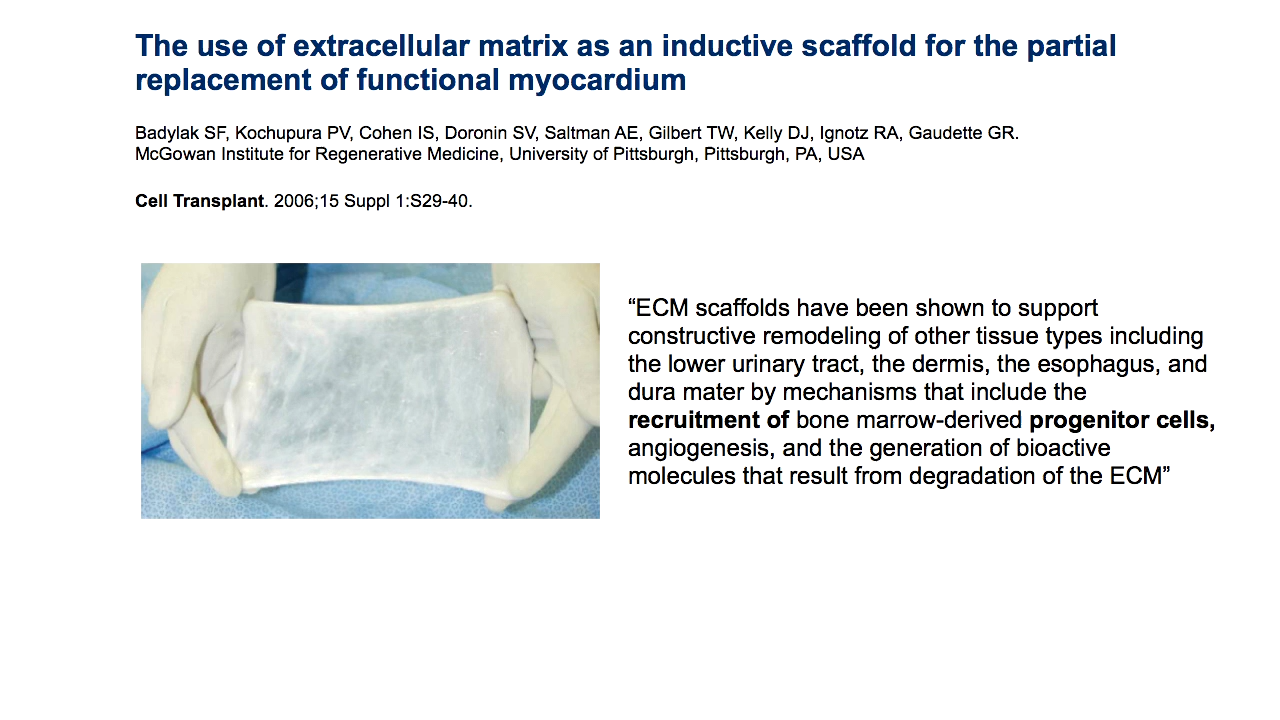 The use of extracellular matrix as an inductive scaffold for the partial
replacement of functional myocardium
Badylak SF, Kochupura PV, Cohen IS, Doronin SV, Saltman AE, Gilbert TW, Kelly DJ, Ignotz RA, Gaudette GR.
McGowan Institute for Regenerative Medicine, University of Pittsburgh, Pittsburgh, PA, USA
Cell Transplant. 2006;15 Suppl 1:S29-40.
“ECM scaffolds have been shown to support
constructive remodeling of other tissue types including
the lower urinary tract, the dermis, the esophagus, and
dura mater by mechanisms that include the
recruitment of bone marrow-derived progenitor cells,
angiogenesis, and the generation of bioactive
molecules that result from degradation of the ECM”